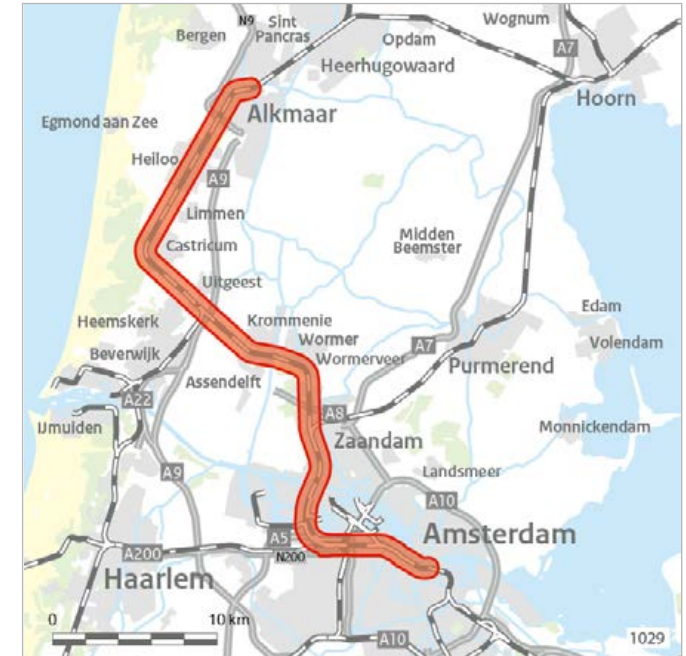 N9
Sint
Pancras
Bergen
Wognum
Opdam
A7
Heerhugowaard
Hoorn
Alkmaar
Egmond aan Zee
Heiloo
A9
Limmen
Castricum
Midden
Beemster
Uitgeest
Edam
Heemskerk
Krommenie
Volendam
Wormer
A7
Beverwijk
Wormerveer
Purmerend
Assendelft
A22
A8
IJmuiden
Monnickendam
Zaandam
A9
Landsmeer
A10
A5
Amsterdam
A200
N200
Haarlem
0 10 km
A10
1029